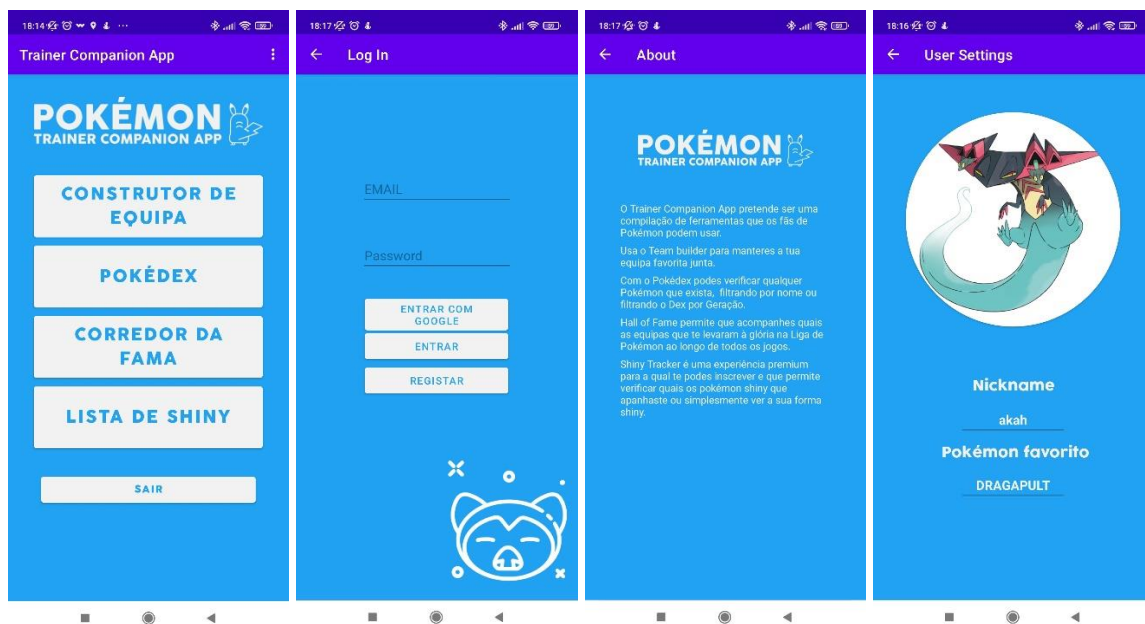 18:14
Trainer Companion App
POKÉMON
TRAINER COMPANION APP
CONSTRUTOR DE
EQUIPA
POKÉDEX
CORREDOR DA
FAMA
LISTA DE SHINY
SAIR
18:17
Log In
EMAIL
Password
ENTRAR COM
GOOGLE
ENTRAR
REGISTAR
18:17
About
POKÉMON
TRAINER COMPANION APP
O Trainer Companion App pretende ser uma
compilação de ferramentas que os fãs de
Pokémon podem usar.
Usa o Team builder para manteres a tua
equipa favorita junta.
Com o Pokédex podes verificar qualquer
Pokémon que exista, filtrando por nome ou
filtrando o Dex por Geração.
Hall of Fame permite que acompanhes quais
as equipas que te levaram à glória na Liga de
Pokémon ao longo de todos os jogos.
Shiny Tracker é uma experiência premium
para a qual te podes inscrever e que permite
verificar quais os pokémon shiny que
apanhaste ou simplesmente ver a sua forma
shiny.
18:16
User Settings
Nickname
akah
Pokémon favorito
DRAGAPULT